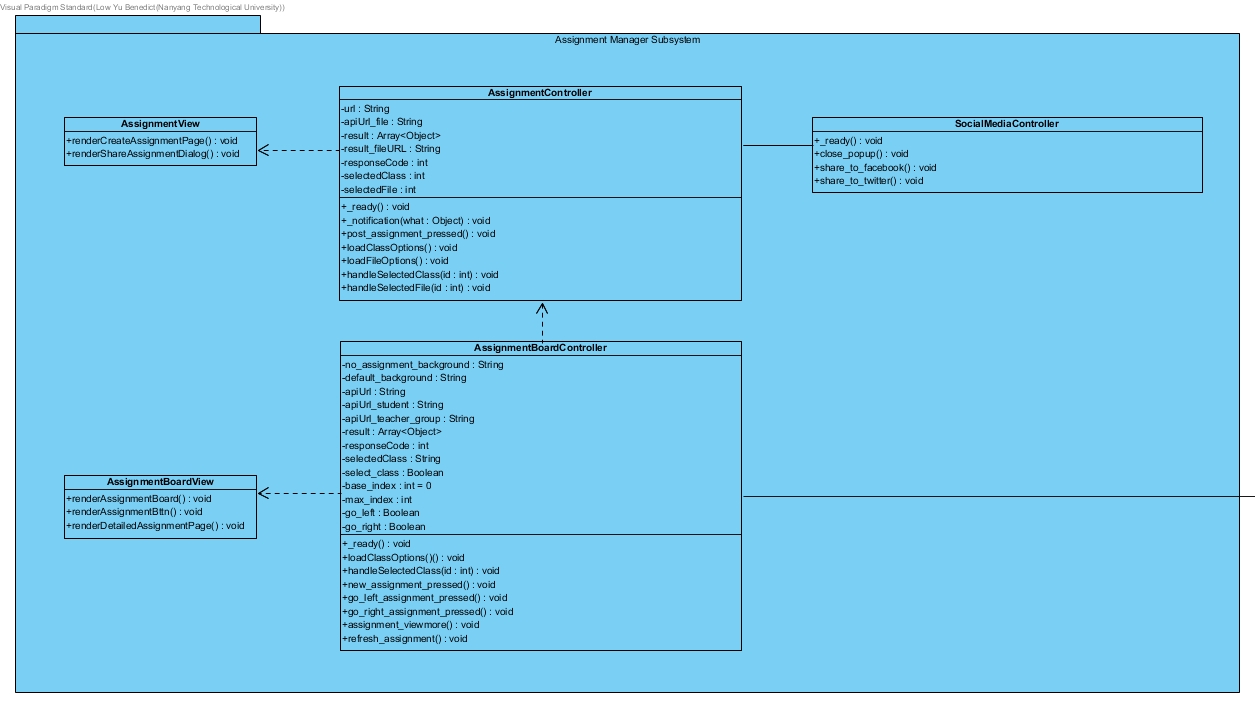 Visual Paradigm Standard(Low Yu Benedict(Nanyang Technological University))
Assignment Manager Subsystem
AssignmentView
+renderCreateAssignmentPage() : void
+renderShareAssignmentDialog() : void
AssignmentController
-url : String
-apiUrl_file : String
-result : Array<Object>
-result_fileURL : String
-responseCode : int
-selectedClass : int
-selectedFile : int
+_ready() : void
+_notification(what : Object) : void
+post_assignment_pressed() : void
+loadClassOptions() : void
+loadFileOptions() : void
+handleSelectedClass(id : int) : void
+handleSelectedFile(id : int) : void
SocialMediaController
+_ready() : void
+close_popup() : void
+share_to_facebook() : void
+share_to_twitter() : void
AssignmentBoardView
+renderAssignmentBoard() : void
+renderAssignmentBttn() : void
+renderDetailedAssignmentPage() : void
AssignmentBoardController
-no_assignment_background : String
-default_background : String
-apiUrl : String
-apiUrl_student : String
-apiUrl_teacher_group : String
-result : Array<Object>
-responseCode : int
-selectedClass : String
-select_class : Boolean
-base_index : int = 0
-max_index : int
-go_left : Boolean
-go_right : Boolean
+_ready() : void
+loadClassOptions()() : void
+handleSelectedClass(id : int) : void
+new_assignment_pressed() : void
+go_left_assignment_pressed() : void
+go_right_assignment_pressed() : void
+assignment_viewmore() : void
+refresh_assignment() : void